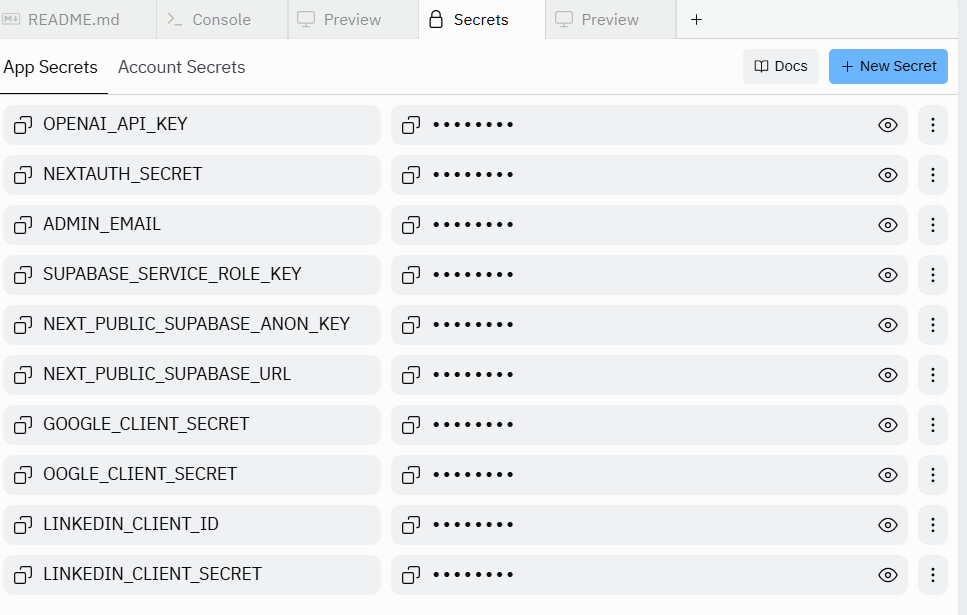 README.md Console Preview Secrets Preview +
App Secrets Account Secrets Docs + New Secret
OPENAI_API_KEY ••••••••
NEXTAUTH_SECRET ••••••••
ADMIN_EMAIL ••••••••
SUPABASE_SERVICE_ROLE_KEY ••••••••
NEXT_PUBLIC_SUPABASE_ANON_KEY ••••••••
NEXT_PUBLIC_SUPABASE_URL ••••••••
GOOGLE_CLIENT_SECRET ••••••••
OOGLE_CLIENT_SECRET ••••••••
LINKEDIN_CLIENT_ID ••••••••
LINKEDIN_CLIENT_SECRET ••••••••